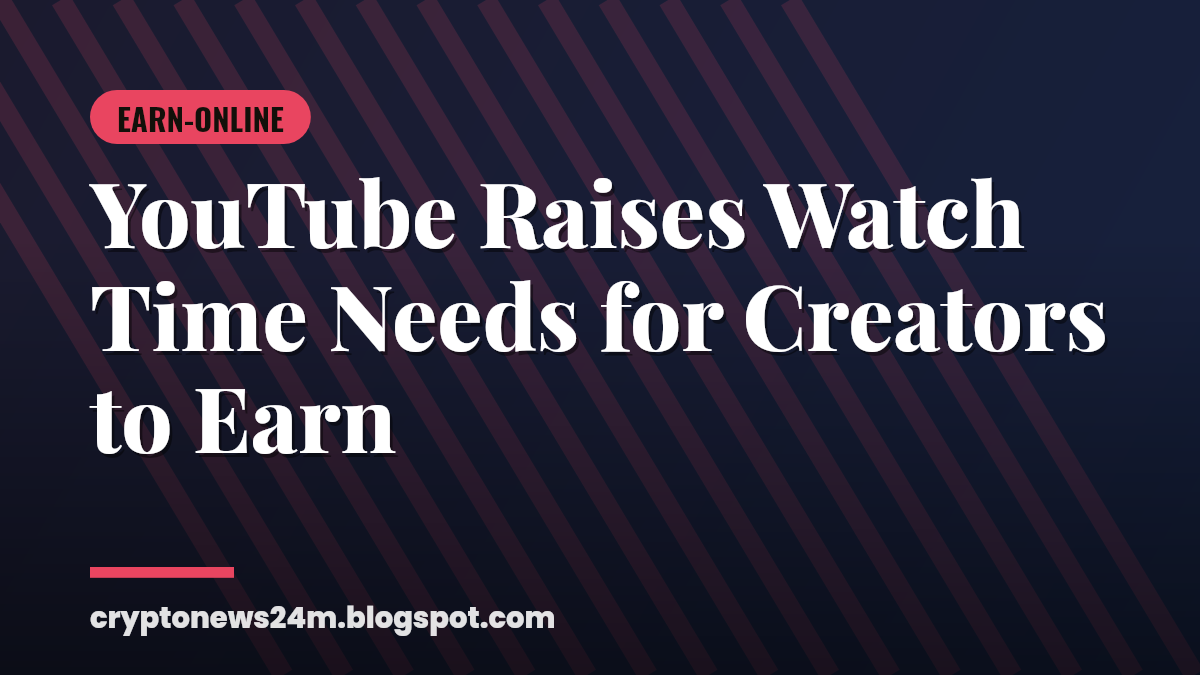 EARN-ONLINE
YouTube Raises Watch
Time Needs for Creators
to Earn
cryptonews24m.blogspot.com